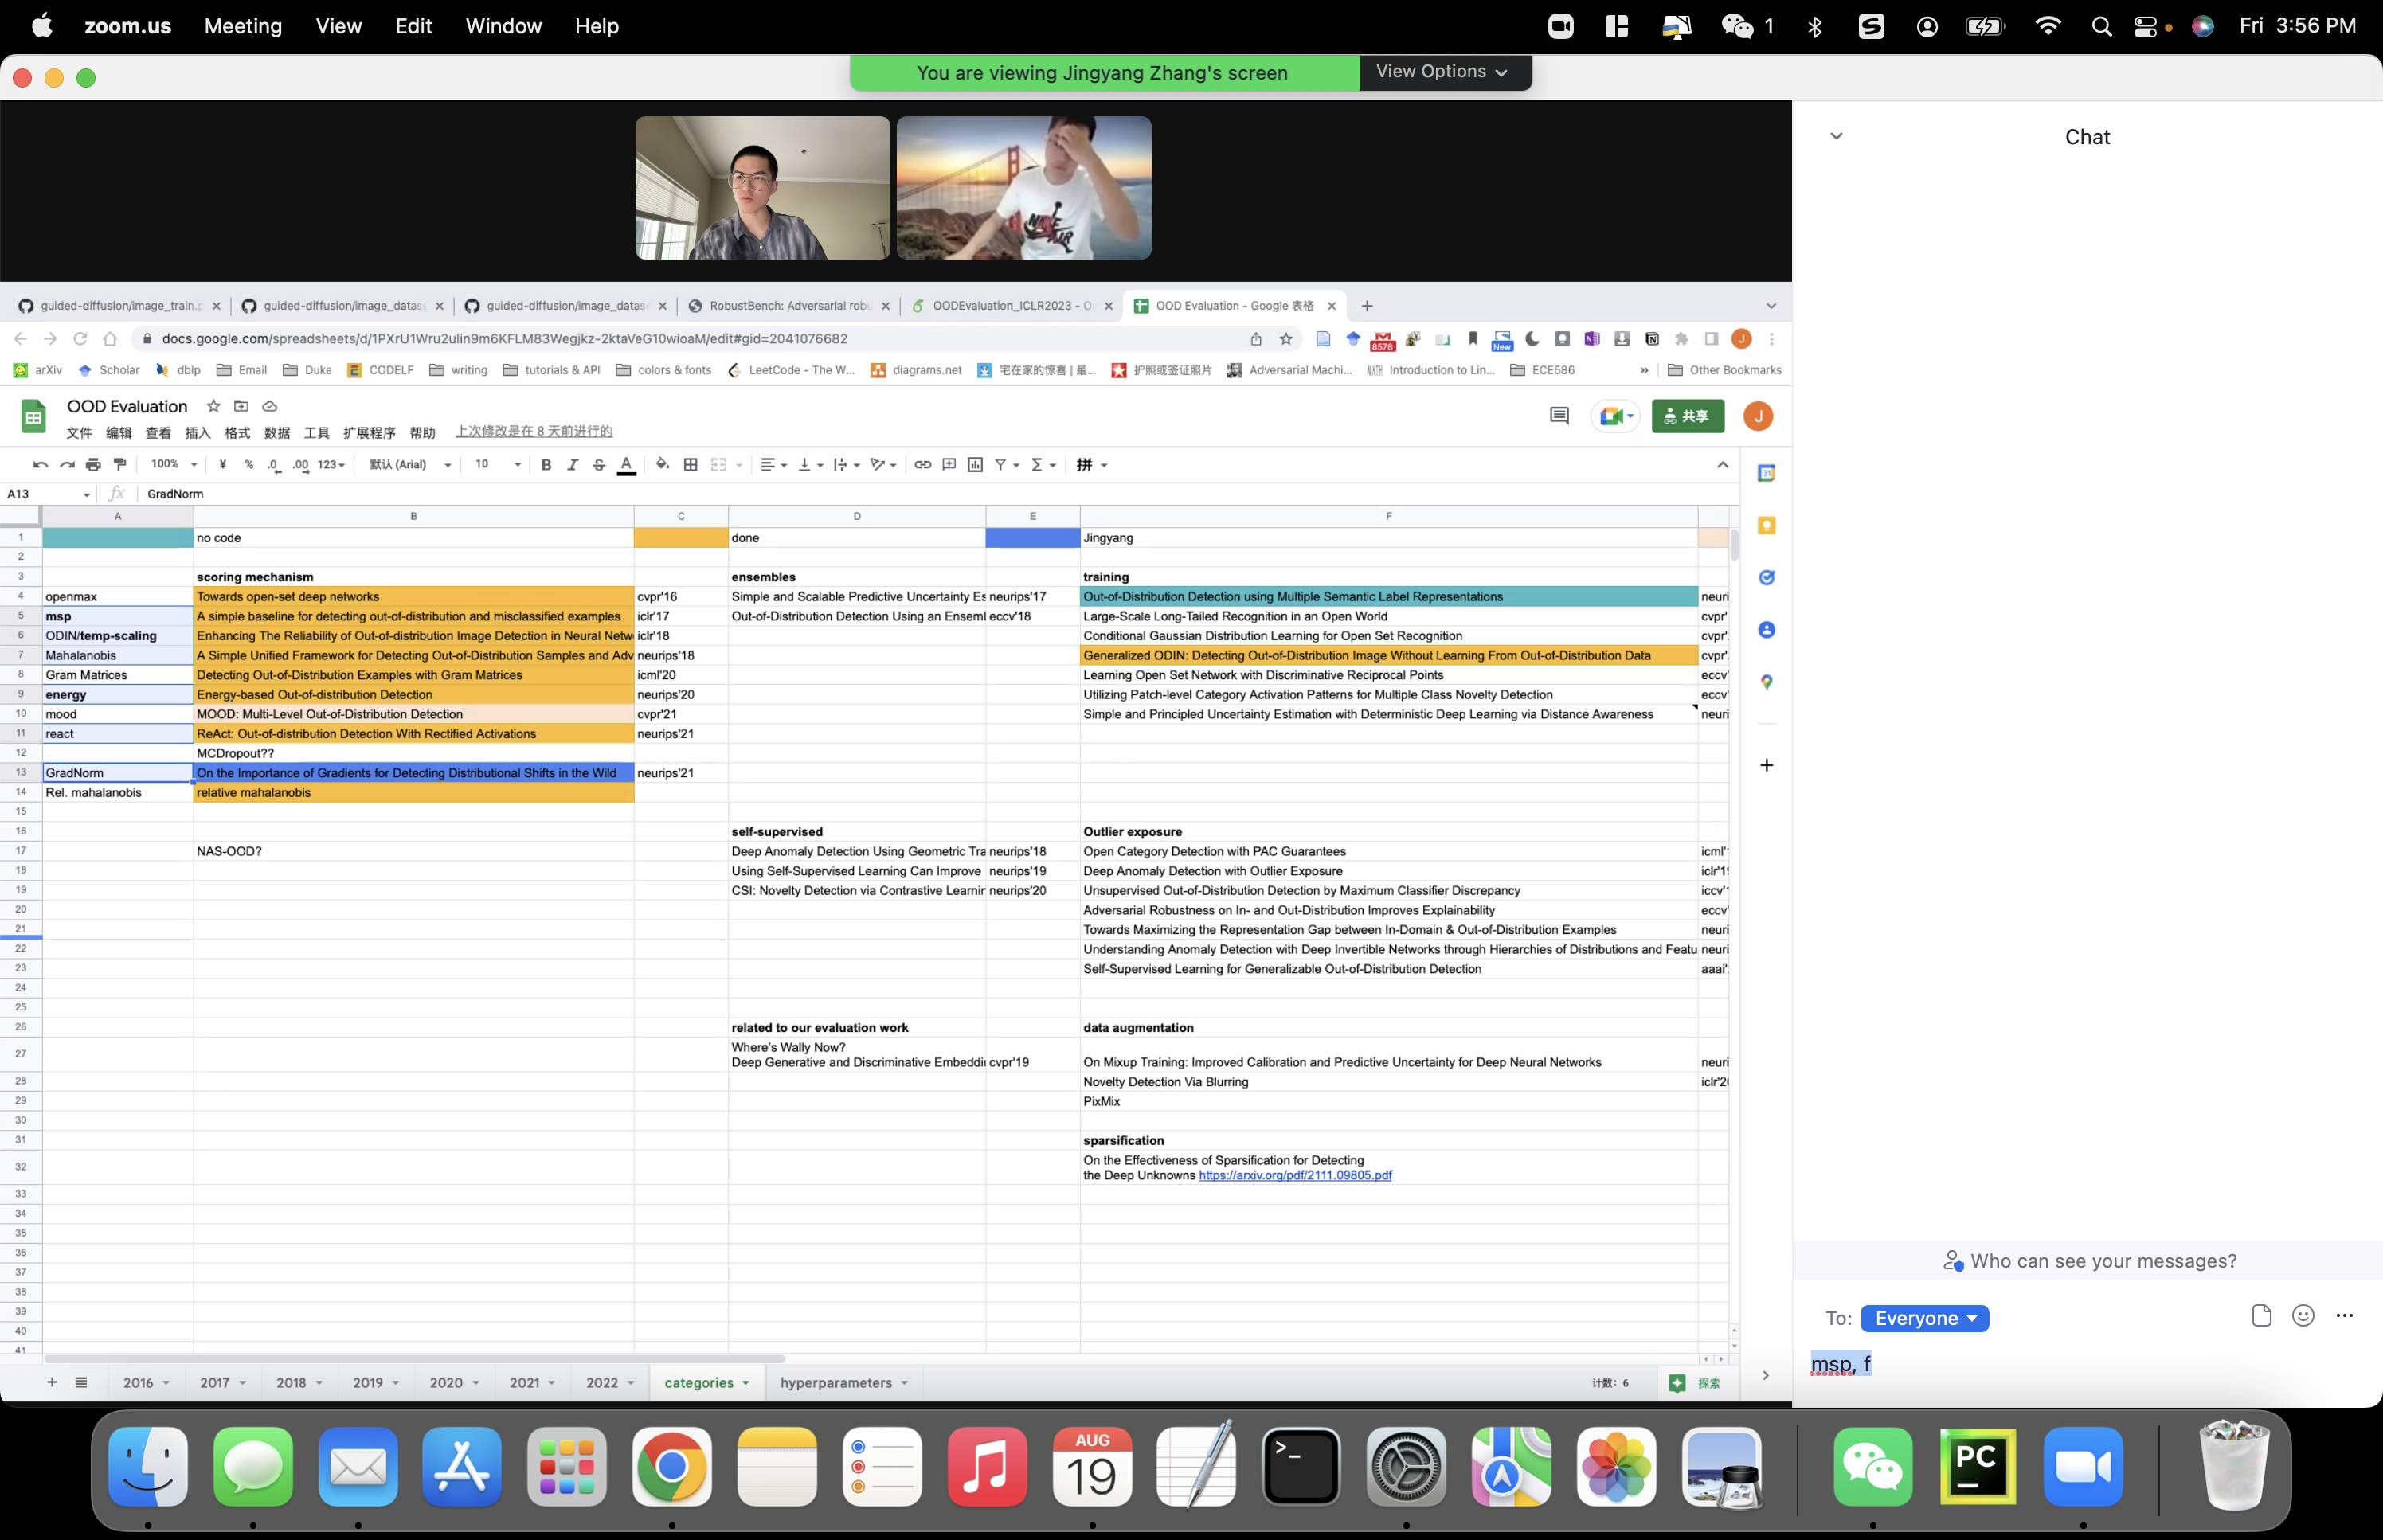 zoom.us Meeting View Edit Window Help 1 Fri 3:56 PM
You are viewing Jingyang Zhang's screen View Options
Chat
guided-diffusion/image_train.p guided-diffusion/image_datase guided-diffusion/image_datase RobustBench: Adversarial robu OODEvaluation_ICLR2023 - O OOD Evaluation - Google 表格
docs.google.com/spreadsheets/d/1PXrU1Wru2ulin9m6KFLM83Wegjkz-2ktaVeG10wioaM/edit#gid=2041076682 8578 New J
arXiv Scholar dblp Email Duke CODELF writing tutorials & API colors & fonts LeetCode - The W... diagrams.net 宅在家的惊喜 | 最... 护照或签证照片 Adversarial Machi... Introduction to Lin... ECE586 » Other Bookmarks
OOD Evaluation 共享 J
文件 编辑 查看 插入 格式 数据 工具 扩展程序 帮助 上次修改是在 8 天前进行的
100% ¥ % .0 .00 123 默认 (Arial) 10 B I S A 拼
A13 fx GradNorm
A B C D E F
1 no code done Jingyang
2
3 scoring mechanism ensembles training
4 openmax Towards open-set deep networks cvpr'16 Simple and Scalable Predictive Uncertainty Es neurips'17 Out-of-Distribution Detection using Multiple Semantic Label Representations neuri
5 msp A simple baseline for detecting out-of-distribution and misclassified examples iclr'17 Out-of-Distribution Detection Using an Ensembl eccv'18 Large-Scale Long-Tailed Recognition in an Open World cvpr'
6 ODIN/temp-scaling Enhancing The Reliability of Out-of-distribution Image Detection in Neural Netw iclr'18 Conditional Gaussian Distribution Learning for Open Set Recognition cvpr'
7 Mahalanobis A Simple Unified Framework for Detecting Out-of-Distribution Samples and Adv neurips'18 Generalized ODIN: Detecting Out-of-Distribution Image Without Learning From Out-of-Distribution Data cvpr'
8 Gram Matrices Detecting Out-of-Distribution Examples with Gram Matrices icml'20 Learning Open Set Network with Discriminative Reciprocal Points eccv'
9 energy Energy-based Out-of-distribution Detection neurips'20 Utilizing Patch-level Category Activation Patterns for Multiple Class Novelty Detection eccv'
10 mood MOOD: Multi-Level Out-of-Distribution Detection cvpr'21 Simple and Principled Uncertainty Estimation with Deterministic Deep Learning via Distance Awareness neuri
11 react ReAct: Out-of-distribution Detection With Rectified Activations neurips'21
12 MCDropout??
13 GradNorm On the Importance of Gradients for Detecting Distributional Shifts in the Wild neurips'21
14 Rel. mahalanobis relative mahalanobis
15
16 self-supervised Outlier exposure
17 NAS-OOD? Deep Anomaly Detection Using Geometric Tra neurips'18 Open Category Detection with PAC Guarantees icml'
18 Using Self-Supervised Learning Can Improve neurips'19 Deep Anomaly Detection with Outlier Exposure iclr'1
19 CSI: Novelty Detection via Contrastive Learnin neurips'20 Unsupervised Out-of-Distribution Detection by Maximum Classifier Discrepancy iccv'
20 Adversarial Robustness on In- and Out-Distribution Improves Explainability eccv'
21 Towards Maximizing the Representation Gap between In-Domain & Out-of-Distribution Examples neuri
22 Understanding Anomaly Detection with Deep Invertible Networks through Hierarchies of Distributions and Featu neuri
23 Self-Supervised Learning for Generalizable Out-of-Distribution Detection aaai'
24
25
26 related to our evaluation work data augmentation
Where's Wally Now?
27 Deep Generative and Discriminative Embeddi cvpr'19 On Mixup Training: Improved Calibration and Predictive Uncertainty for Deep Neural Networks neuri
28 Novelty Detection Via Blurring iclr'20
29 PixMix
30
31 sparsification
32 On the Effectiveness of Sparsification for Detecting
the Deep Unknowns https://arxiv.org/pdf/2111.09805.pdf
33
34
35
36
37
38
39
40
41
2016 2017 2018 2019 2020 2021 2022 categories hyperparameters 计数: 6 探索
Who can see your messages?
To: Everyone
msp, f
AUG
19
PC